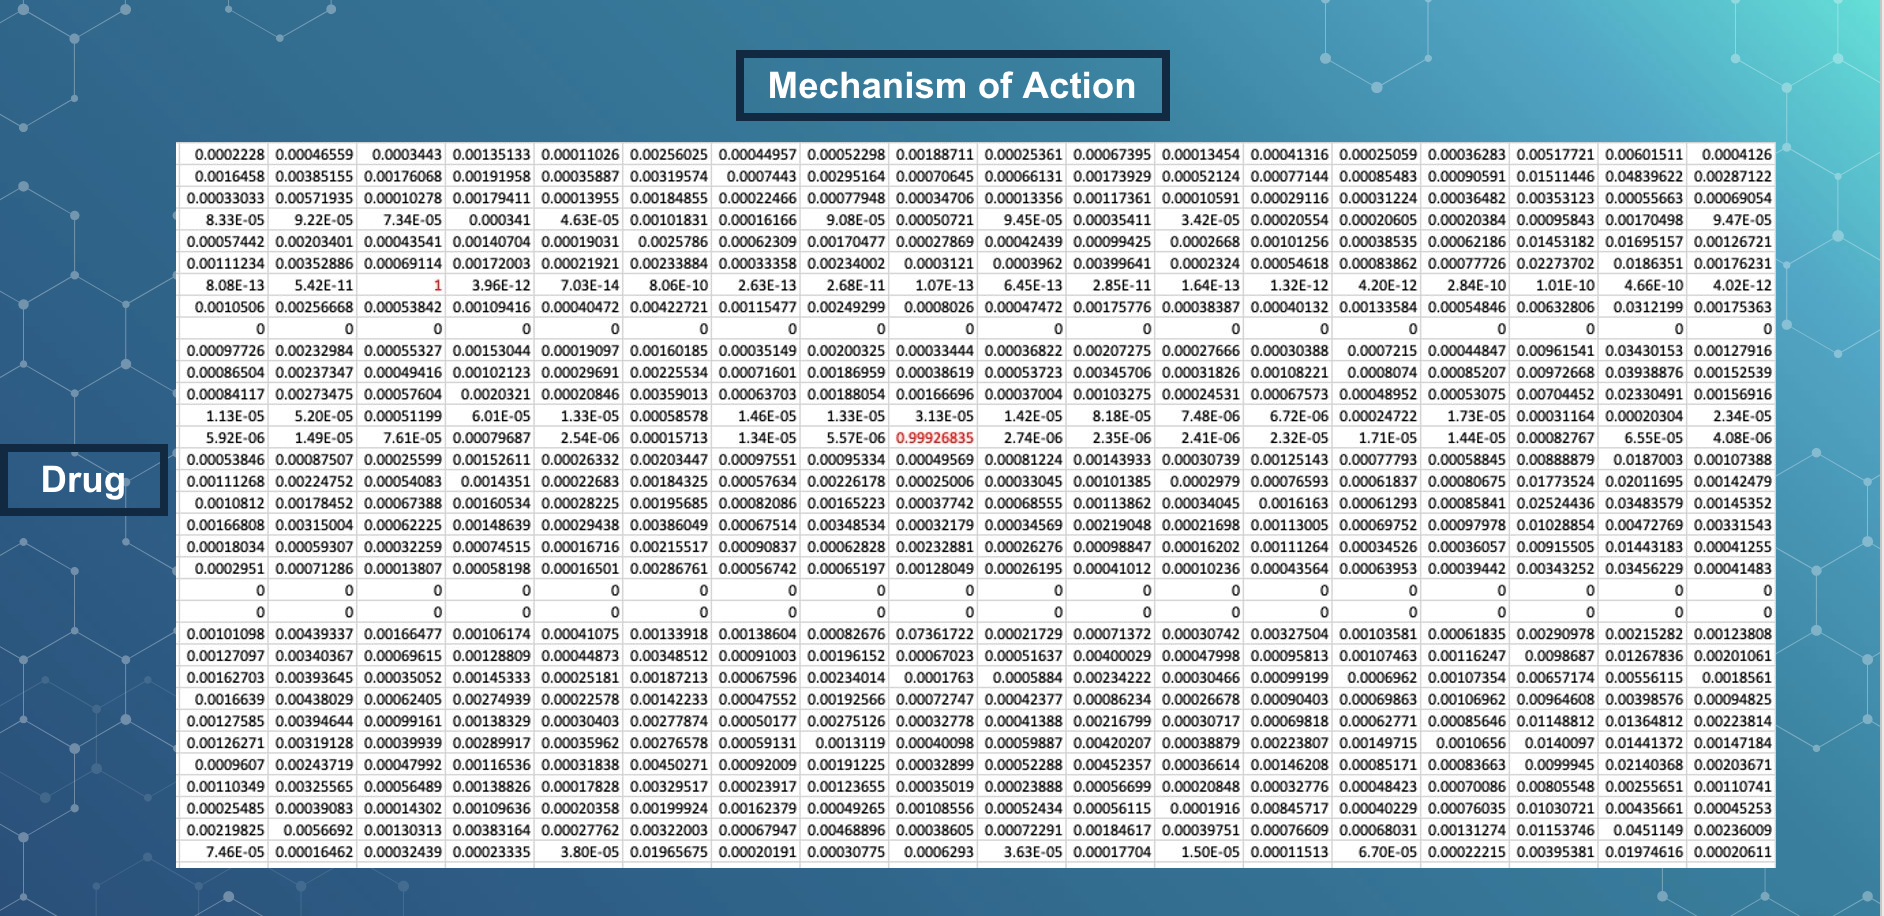 Mechanism of Action
0.0002228 0.00046559 0.0003443 0.00135133 0.00011026 0.00256025 0.00044957 0.00052298 0.00188711 0.00025361 0.00067395 0.00013454 0.00041316 0.00025059 0.00036283 0.00517721 0.00601511 0.0004126
0.0016458 0.00385155 0.00176068 0.00191958 0.00035887 0.00319574 0.0007443 0.00295164 0.00070645 0.00066131 0.00173929 0.00052124 0.00077144 0.00085483 0.00090591 0.01511446 0.04839622 0.00287122
0.00033033 0.00571935 0.00010278 0.00179411 0.00013955 0.00184855 0.00022466 0.00077948 0.00034706 0.00013356 0.00117361 0.00010591 0.00029116 0.00031224 0.00036482 0.00353123 0.00055663 0.00069054
8.33E-05 9.22E-05 7.34E-05 0.000341 4.63E-05 0.00101831 0.00016166 9.08E-05 0.00050721 9.45E-05 0.00035411 3.42E-05 0.00020554 0.00020605 0.00020384 0.00095843 0.00170498 9.47E-05
0.00057442 0.00203401 0.00043541 0.00140704 0.00019031 0.0025786 0.00062309 0.00170477 0.00027869 0.00042439 0.00099425 0.0002668 0.00101256 0.00038535 0.00062186 0.01453182 0.01695157 0.00126721
0.00111234 0.00352886 0.00069114 0.00172003 0.00021921 0.00233884 0.00033358 0.00234002 0.0003121 0.0003962 0.00399641 0.0002324 0.00054618 0.00083862 0.00077726 0.02273702 0.0186351 0.00176231
8.08E-13 5.42E-11 1 3.96E-12 7.03E-14 8.06E-10 2.63E-13 2.68E-11 1.07E-13 6.45E-13 2.85E-11 1.64E-13 1.32E-12 4.20E-12 2.84E-10 1.01E-10 4.66E-10 4.02E-12
0.0010506 0.00256668 0.00053842 0.00109416 0.00040472 0.00422721 0.00115477 0.00249299 0.0008026 0.00047472 0.00175776 0.00038387 0.00040132 0.00133584 0.00054846 0.00632806 0.0312199 0.00175363
0 0 0 0 0 0 0 0 0 0 0 0 0 0 0 0 0 0
0.00097726 0.00232984 0.00055327 0.00153044 0.00019097 0.00160185 0.00035149 0.00200325 0.00033444 0.00036822 0.00207275 0.00027666 0.00030388 0.0007215 0.00044847 0.00961541 0.03430153 0.00127916
0.00086504 0.00237347 0.00049416 0.00102123 0.00029691 0.00225534 0.00071601 0.00186959 0.00038619 0.00053723 0.00345706 0.00031826 0.00108221 0.0008074 0.00085207 0.00972668 0.03938876 0.00152539
0.00084117 0.00273475 0.00057604 0.0020321 0.00020846 0.00359013 0.00063703 0.00188054 0.00166696 0.00037004 0.00103275 0.00024531 0.00067573 0.00048952 0.00053075 0.00704452 0.02330491 0.00156916
1.13E-05 5.20E-05 0.00051199 6.01E-05 1.33E-05 0.00058578 1.46E-05 1.33E-05 3.13E-05 1.42E-05 8.18E-05 7.48E-06 6.72E-06 0.00024722 1.73E-05 0.00031164 0.00020304 2.34E-05
5.92E-06 1.49E-05 7.61E-05 0.00079687 2.54E-06 0.00015713 1.34E-05 5.57E-06 0.99926835 2.74E-06 2.35E-06 2.41E-06 2.32E-05 1.71E-05 1.44E-05 0.00082767 6.55E-05 4.08E-06
0.00053846 0.00087507 0.00025599 0.00152611 0.00026332 0.00203447 0.00097551 0.00095334 0.00049569 0.00081224 0.00143933 0.00030739 0.00125143 0.00077793 0.00058845 0.00888879 0.0187003 0.00107388
Drug
0.00111268 0.00224752 0.00054083 0.0014351 0.00022683 0.00184325 0.00057634 0.00226178 0.00025006 0.00033045 0.00101385 0.0002979 0.00076593 0.00061837 0.00080675 0.01773524 0.02011695 0.00142479
0.0010812 0.00178452 0.00067388 0.00160534 0.00028225 0.00195685 0.00082086 0.00165223 0.00037742 0.00068555 0.00113862 0.00034045 0.0016163 0.00061293 0.00085841 0.02524436 0.03483579 0.00145352
0.00166808 0.00315004 0.00062225 0.00148639 0.00029438 0.00386049 0.00067514 0.00348534 0.00032179 0.00034569 0.00219048 0.00021698 0.00113005 0.00069752 0.00097978 0.01028854 0.00472769 0.00331543
0.00018034 0.00059307 0.00032259 0.00074515 0.00016716 0.00215517 0.00090837 0.00062828 0.00232881 0.00026276 0.00098847 0.00016202 0.00111264 0.00034526 0.00036057 0.00915505 0.01443183 0.00041255
0.0002951 0.00071286 0.00013807 0.00058198 0.00016501 0.00286761 0.00056742 0.00065197 0.00128049 0.00026195 0.00041012 0.00010236 0.00043564 0.00063953 0.00039442 0.00343252 0.03456229 0.00041483
0 0 0 0 0 0 0 0 0 0 0 0 0 0 0 0 0 0
0 0 0 0 0 0 0 0 0 0 0 0 0 0 0 0 0 0
0.00101098 0.00439337 0.00166477 0.00106174 0.00041075 0.00133918 0.00138604 0.00082676 0.07361722 0.00021729 0.00071372 0.00030742 0.00327504 0.00103581 0.00061835 0.00290978 0.00215282 0.00123808
0.00127097 0.00340367 0.00069615 0.00128809 0.00044873 0.00348512 0.00091003 0.00196152 0.00067023 0.00051637 0.00400029 0.00047998 0.00095813 0.00107463 0.00116247 0.0098687 0.01267836 0.00201061
0.00162703 0.00393645 0.00035052 0.00145333 0.00025181 0.00187213 0.00067596 0.00234014 0.0001763 0.0005884 0.00234222 0.00030466 0.00099199 0.0006962 0.00107354 0.00657174 0.00556115 0.0018561
0.0016639 0.00438029 0.00062405 0.00274939 0.00022578 0.00142233 0.00047552 0.00192566 0.00072747 0.00042377 0.00086234 0.00026678 0.00090403 0.00069863 0.00106962 0.00964608 0.00398576 0.00094825
0.00127585 0.00394644 0.00099161 0.00138329 0.00030403 0.00277874 0.00050177 0.00275126 0.00032778 0.00041388 0.00216799 0.00030717 0.00069818 0.00062771 0.00085646 0.01148812 0.01364812 0.00223814
0.00126271 0.00319128 0.00039939 0.00289917 0.00035962 0.00276578 0.00059131 0.0013119 0.00040098 0.00059887 0.00420207 0.00038879 0.00223807 0.00149715 0.0010656 0.0140097 0.01441372 0.00147184
0.0009607 0.00243719 0.00047992 0.00116536 0.00031838 0.00450271 0.00092009 0.00191225 0.00032899 0.00052288 0.00452357 0.00036614 0.00146208 0.00085171 0.00083663 0.0099945 0.02140368 0.00203671
0.00110349 0.00325565 0.00056489 0.00138826 0.00017828 0.00329517 0.00023917 0.00123655 0.00035019 0.00023888 0.00056699 0.00020848 0.00032776 0.00048423 0.00070086 0.00805548 0.00255651 0.00110741
0.00025485 0.00039083 0.00014302 0.00109636 0.00020358 0.00199924 0.00162379 0.00049265 0.00108556 0.00052434 0.00056115 0.0001916 0.00845717 0.00040229 0.00076035 0.01030721 0.00435661 0.00045253
0.00219825 0.0056692 0.00130313 0.00383164 0.00027762 0.00322003 0.00067947 0.00468896 0.00038605 0.00072291 0.00184617 0.00039751 0.00076609 0.00068031 0.00131274 0.01153746 0.0451149 0.00236009
7.46E-05 0.00016462 0.00032439 0.00023335 3.80E-05 0.01965675 0.00020191 0.00030775 0.0006293 3.63E-05 0.00017704 1.50E-05 0.00011513 6.70E-05 0.00022215 0.00395381 0.01974616 0.00020611